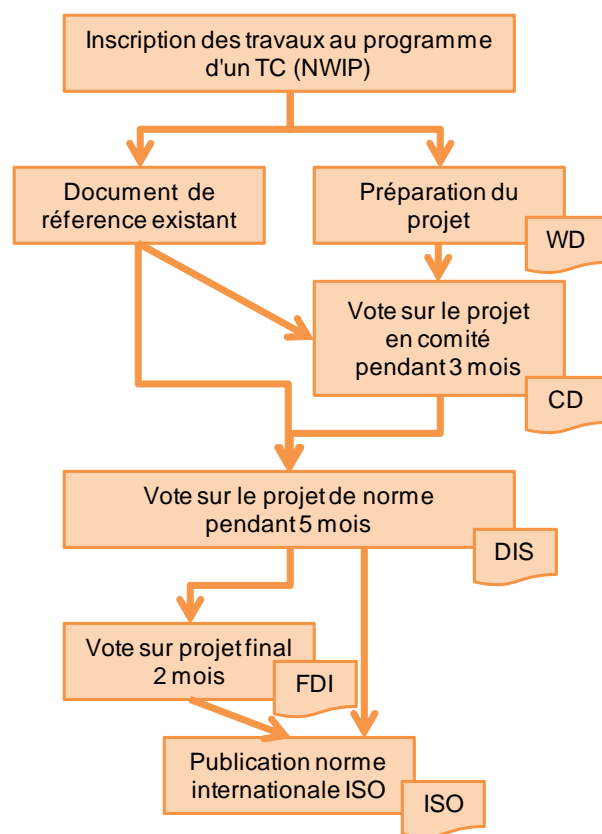 Inscription des travaux au programme
d'un TC (NWIP)
Document de
réference existant
Préparation du
projet
WD
Vote sur le projet
en comité
pendant 3 mois
CD
Vote sur le projet de norme
pendant 5 mois
DIS
Vote sur projet final
2 mois
FDI
Publication norme
internationale ISO
ISO